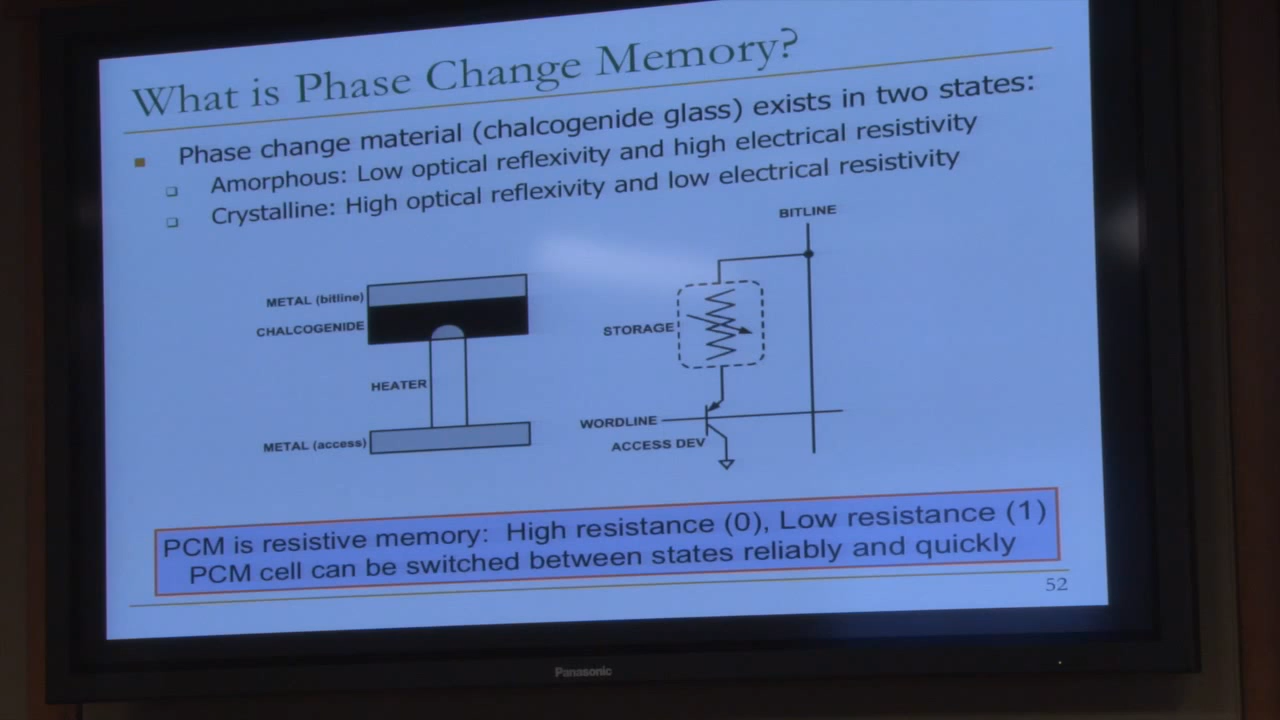 What is Phase Change Memory?
Phase change material (chalcogenide glass) exists in two states:
Amorphous: Low optical reflexivity and high electrical resistivity
Crystalline: High optical reflexivity and low electrical resistivity
BITLINE
METAL (bitline)
CHALCOGENIDE
STORAGE
HEATER
WORDLINE
METAL (access)
ACCESS DEV
PCM is resistive memory: High resistance (0), Low resistance (1)
PCM cell can be switched between states reliably and quickly
52
Panasonic